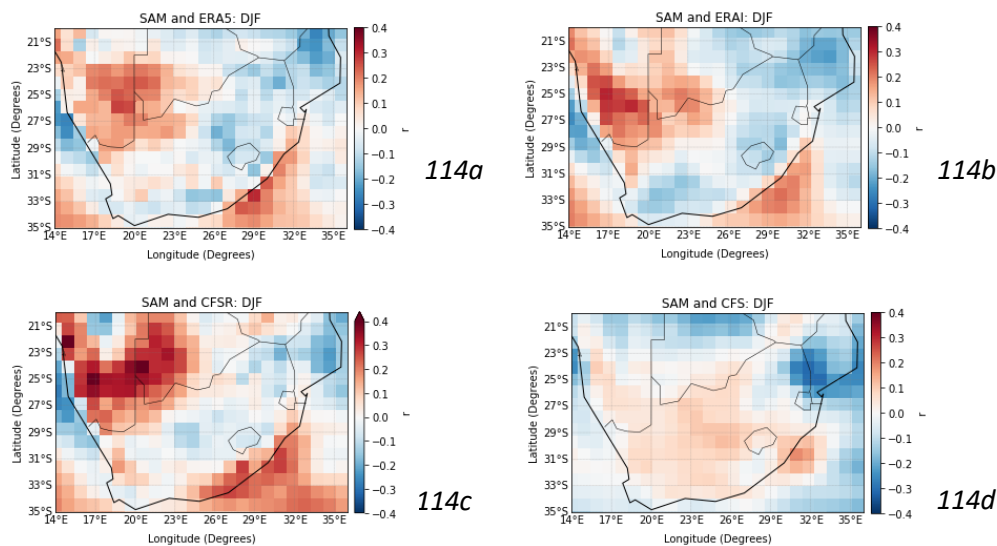 SAM and ERA5: DJF
21°S
23°S
25°S
27°S
29°S
31°S
33°S
35°S
14°E 17°E 20°E 23°E 26°E 29°E 32°E 35°E
Latitude (Degrees)
Longitude (Degrees)
0.4
0.3
0.2
0.1
0.0
−0.1
−0.2
−0.3
−0.4
r
114a
SAM and ERAI: DJF
21°S
23°S
25°S
27°S
29°S
31°S
33°S
35°S
14°E 17°E 20°E 23°E 26°E 29°E 32°E 35°E
Latitude (Degrees)
Longitude (Degrees)
0.4
0.3
0.2
0.1
0.0
−0.1
−0.2
−0.3
−0.4
r
114b
SAM and CFSR: DJF
21°S
23°S
25°S
27°S
29°S
31°S
33°S
35°S
14°E 17°E 20°E 23°E 26°E 29°E 32°E 35°E
Latitude (Degrees)
Longitude (Degrees)
0.4
0.3
0.2
0.1
0.0
−0.1
−0.2
−0.3
−0.4
r
114c
SAM and CFS: DJF
21°S
23°S
25°S
27°S
29°S
31°S
33°S
35°S
14°E 17°E 20°E 23°E 26°E 29°E 32°E 35°E
Latitude (Degrees)
Longitude (Degrees)
0.4
0.3
0.2
0.1
0.0
−0.1
−0.2
−0.3
−0.4
r
114d